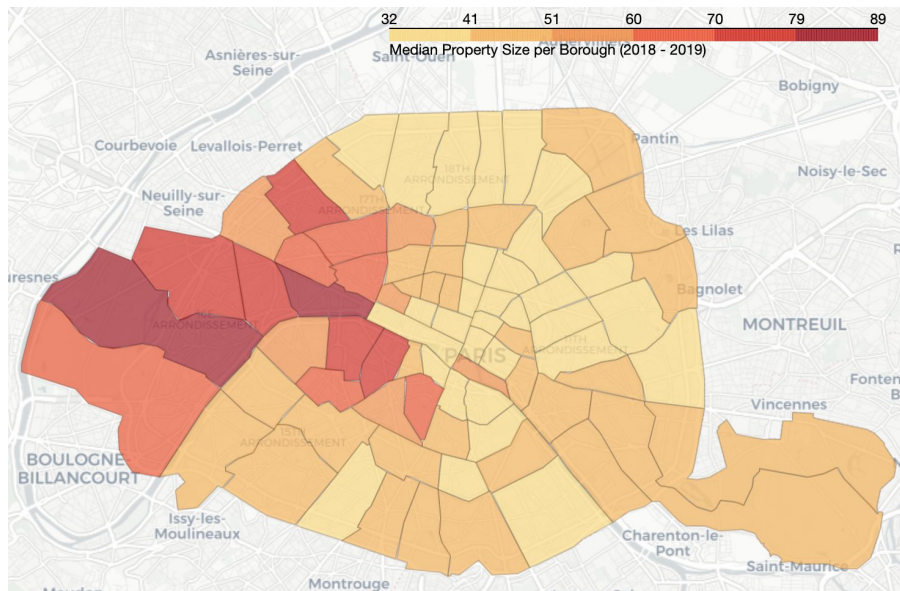 32 41 51 60 70 79 89
Median Property Size per Borough (2018 - 2019)
Asnières-sur-
Seine
Saint-Ouen
Bobigny
Courbevoie
Levallois-Perret
Pantin
18TH
ARRONDISSEMENT
Noisy-le-Sec
Neuilly-sur-
Seine
17TH
ARRONDISSEMENT
Les Lilas
uresnes
Bagnolet
ARRONDISSEMENT
MONTREUIL
11TH
ARRONDISSEMENT
PARIS
Fonten
Vincennes
15TH
ARRONDISSEMENT
BOULOGNE-
BILLANCOURT
Issy-les-
Moulineaux
Charenton-le-
Pont
Saint-Maurice
Montrouge